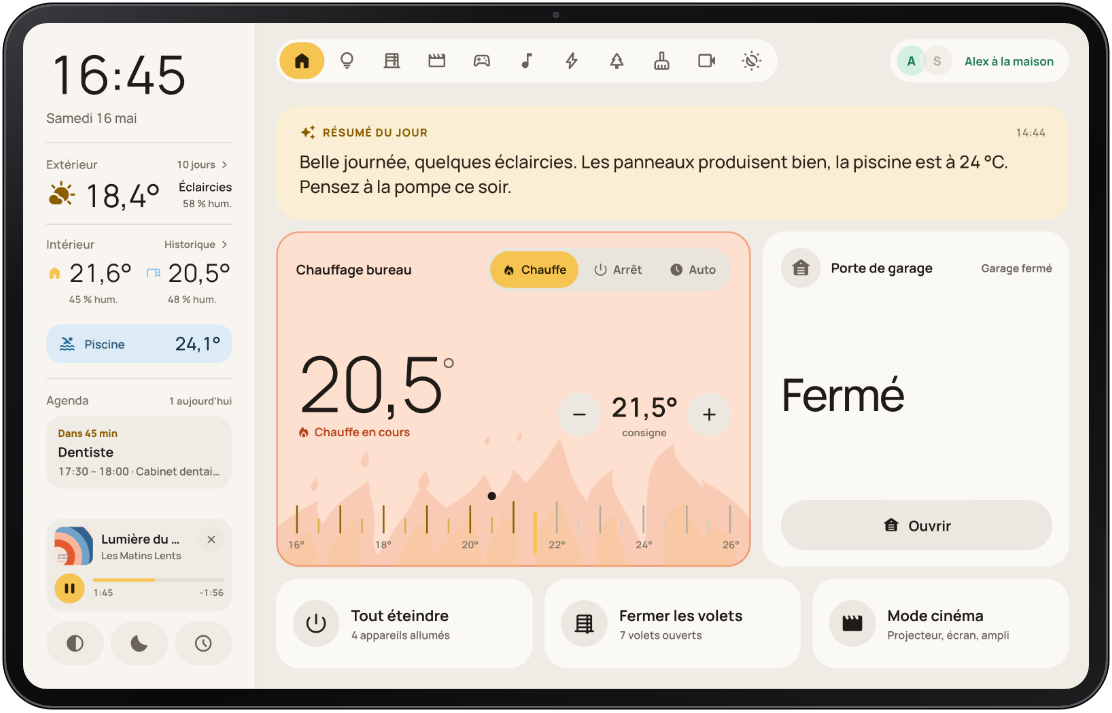 16:45
Samedi 16 mai
Extérieur
10 jours
18,4°
Éclaircies
58 % hum.
Intérieur
Historique
21,6°
20,5°
45 % hum.
48 % hum.
Piscine
24,1°
Agenda
1 aujourd'hui
Dans 45 min
Dentiste
17:30 – 18:00 · Cabinet dentai...
Lumière du ...
Les Matins Lents
1:45
-1:56
A
S
Alex à la maison
RÉSUMÉ DU JOUR
14:44
Belle journée, quelques éclaircies. Les panneaux produisent bien, la piscine est à 24 °C.
Pensez à la pompe ce soir.
Chauffage bureau
Chauffe
Arrêt
Auto
20,5°
Chauffe en cours
21,5°
consigne
16°
18°
20°
22°
24°
26°
Porte de garage
Garage fermé
Fermé
Ouvrir
Tout éteindre
4 appareils allumés
Fermer les volets
7 volets ouverts
Mode cinéma
Projecteur, écran, ampli